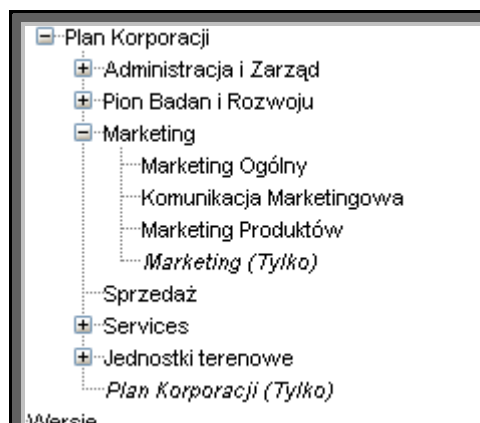 Plan Korporacji
Administracja i Zarząd
Pion Badan i Rozwoju
Marketing
Marketing Ogólny
Komunikacja Marketingowa
Marketing Produktów
Marketing (Tylko)
Sprzedaż
Services
Jednostki terenowe
Plan Korporacji (Tylko)
Wersje